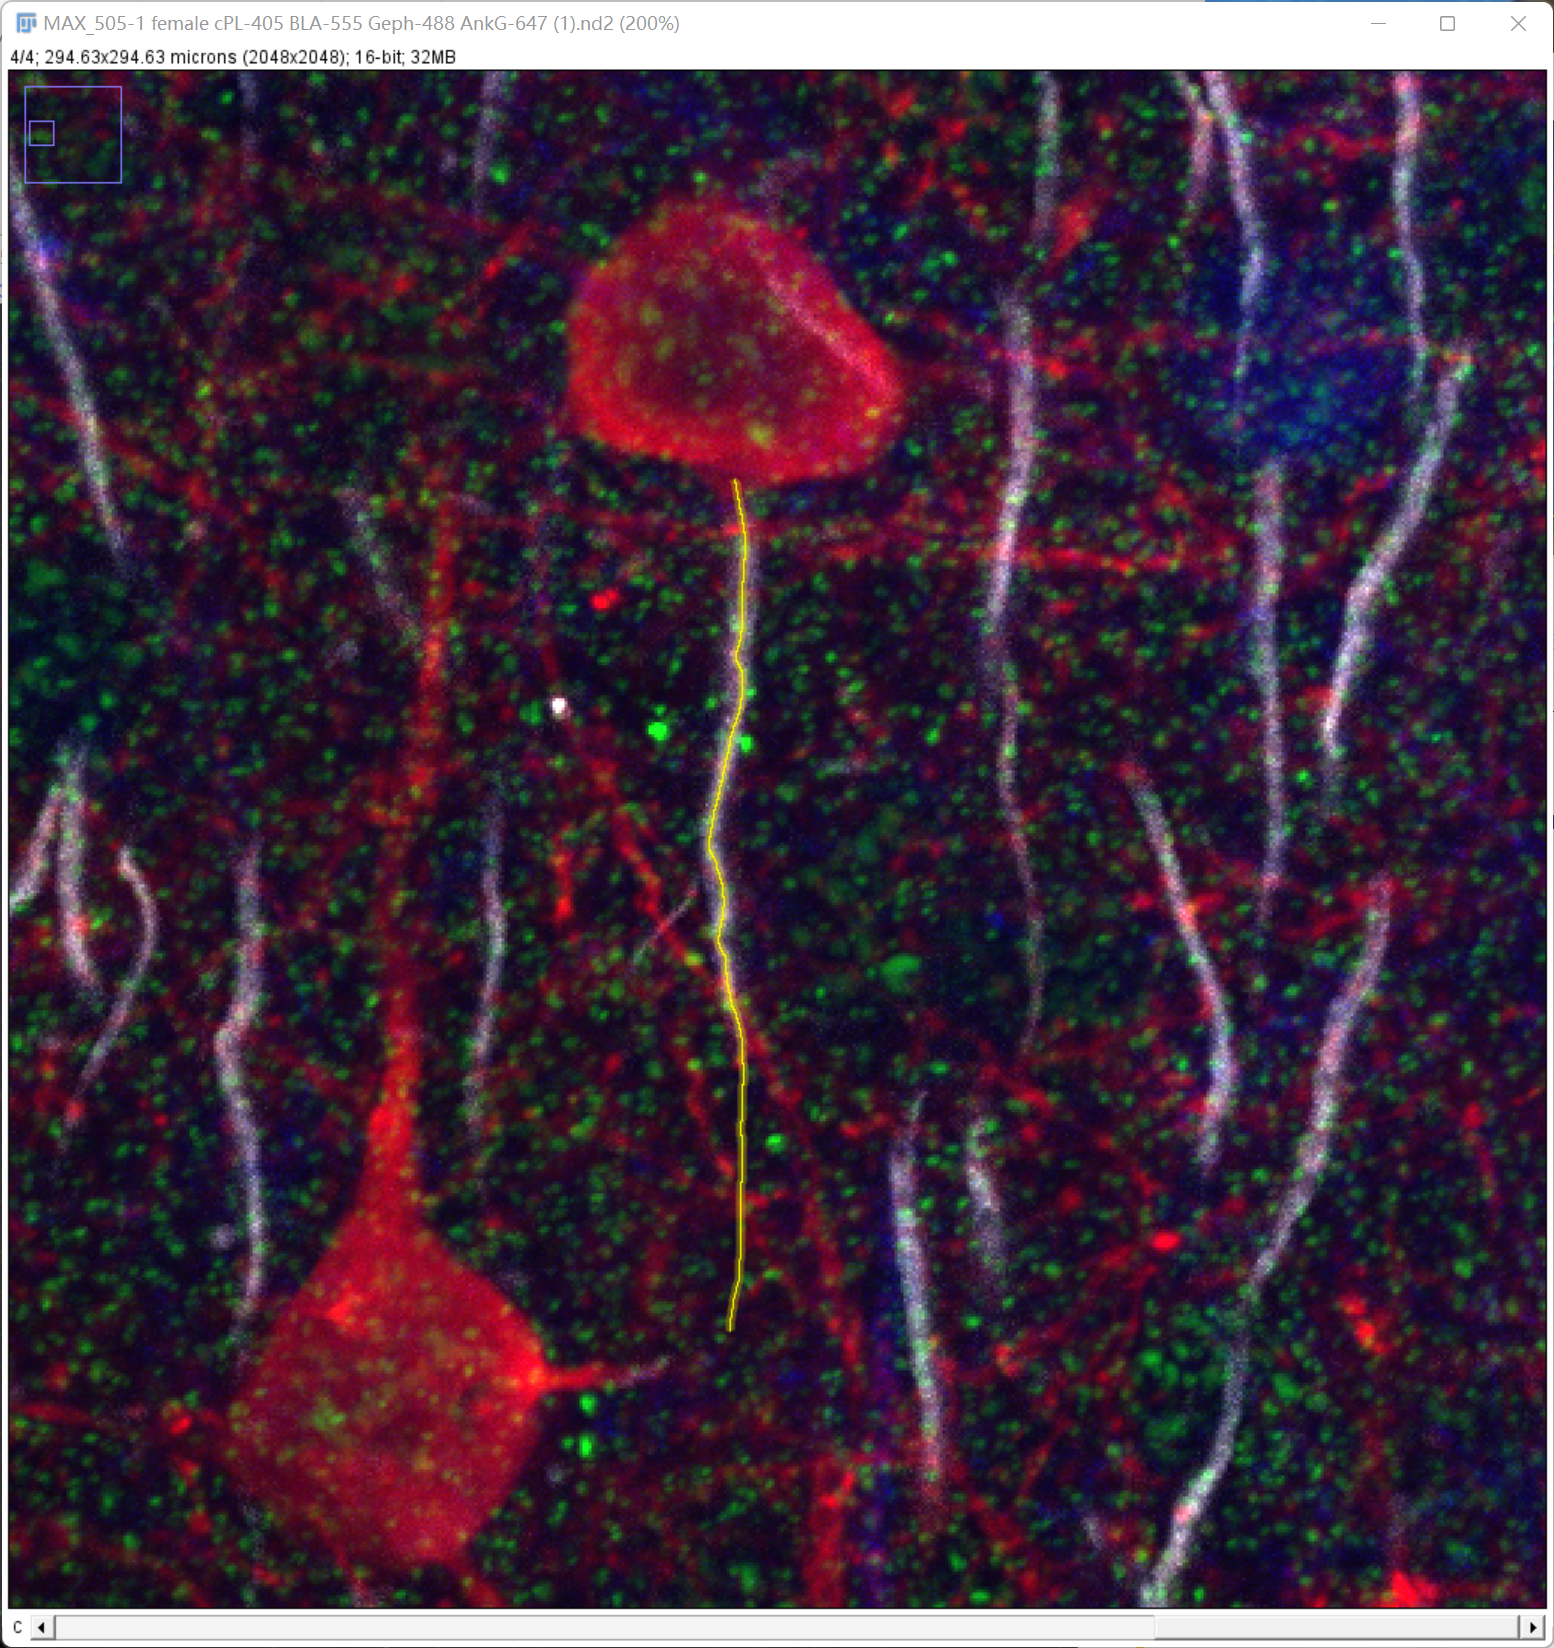 MAX_505-1 female cPL-405 BLA-555 Geph-488 AnkG-647 (1).nd2 (200%)
4/4; 294.63x294.63 microns (2048x2048); 16-bit; 32MB
C